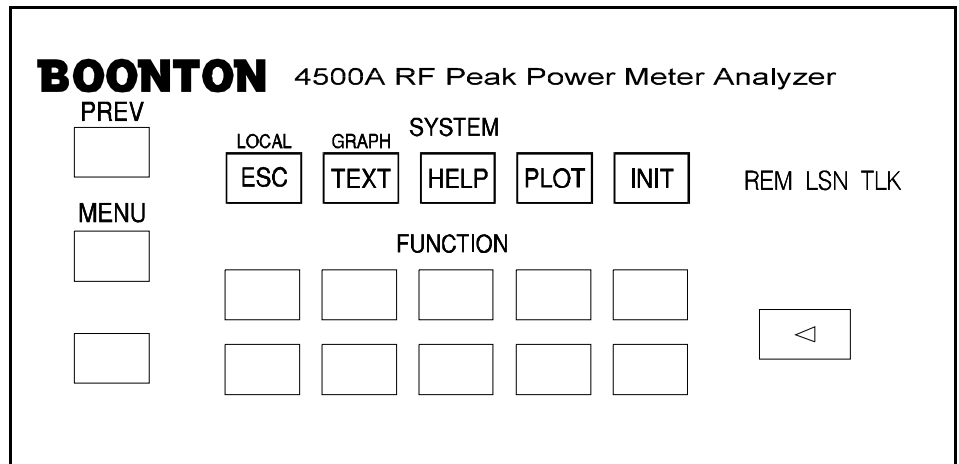 BOONTON 4500A RF Peak Power Meter Analyzer
PREV
SYSTEM
LOCAL GRAPH
ESC TEXT HELP PLOT INIT
REM LSN TLK
MENU
FUNCTION